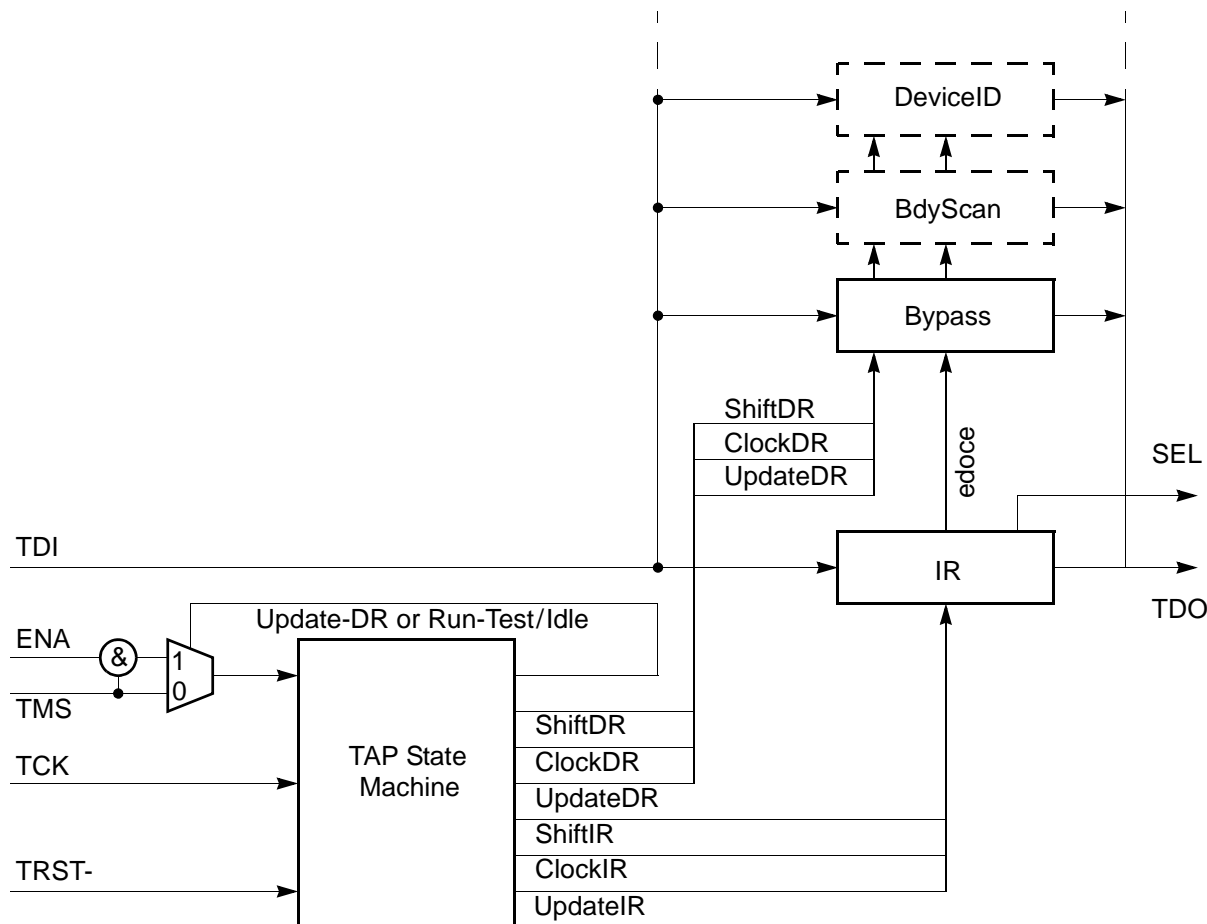 DeviceID
BdyScan
Bypass
ShiftDR
ClockDR
UpdateDR
edoce
SEL
TDI
IR
TDO
Update-DR or Run-Test/Idle
ENA
&
1
0
TMS
ShiftDR
TAP State
Machine
TCK
ClockDR
UpdateDR
ShiftIR
TRST-
ClockIR
UpdateIR